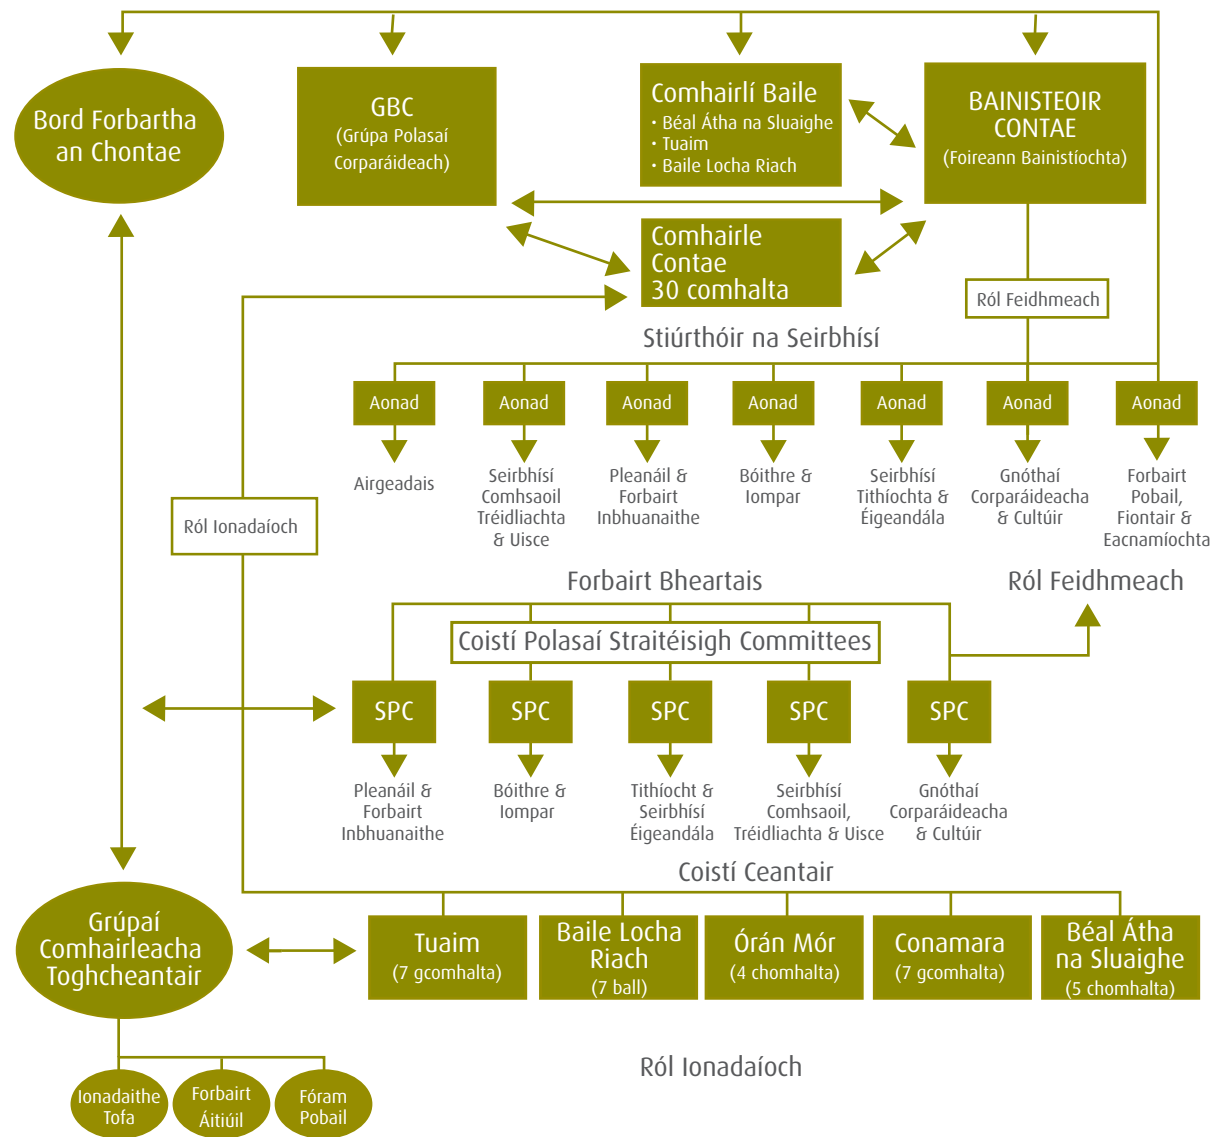 Bord Forbartha
an Chontae
GBC
(Grúpa Polasaí
Corparáideach)
Comhairlí Baile
· Béal Átha na Sluaighe
· Tuaim
· Baile Locha Riach
BAINISTEOIR
CONTAE
(Foireann Bainistíochta)
Comhairle
Contae
30 comhalta
Ról Feidhmeach
Stiúrthóir na Seirbhísí
Aonad
Aonad
Aonad
Aonad
Aonad
Aonad
Aonad
Airgeadais
Seirbhísí
Comhsaoil
Tréidliachta
& Uisce
Pleanáil &
Forbairt
Inbhuanaithe
Bóithre &
Iompar
Seirbhísí
Tithíochta &
Éigeandála
Gnóthaí
Corparáideacha
& Cultúir
Forbairt
Pobail,
Fiontair &
Eacnamíochta
Ról Ionadaíoch
Forbairt Bheartais
Ról Feidhmeach
Coistí Polasaí Straitéisigh Committees
SPC
SPC
SPC
SPC
SPC
Pleanáil &
Forbairt
Inbhuanaithe
Bóithre &
Iompar
Tithíocht &
Seirbhísí
Éigeandála
Seirbhísí
Comhsaoil,
Tréidliachta & Uisce
Gnóthaí
Corparáideacha
& Cultúir
Coistí Ceantair
Grúpaí
Comhairleacha
Toghcheantair
Tuaim
(7 gcomhalta)
Baile Locha
Riach
(7 ball)
Órán Mór
(4 chomhalta)
Conamara
(7 gcomhalta)
Béal Átha
na Sluaighe
(5 chomhalta)
Ról Ionadaíoch
Ionadaithe
Tofa
Forbairt
Áitiúil
Fóram
Pobail